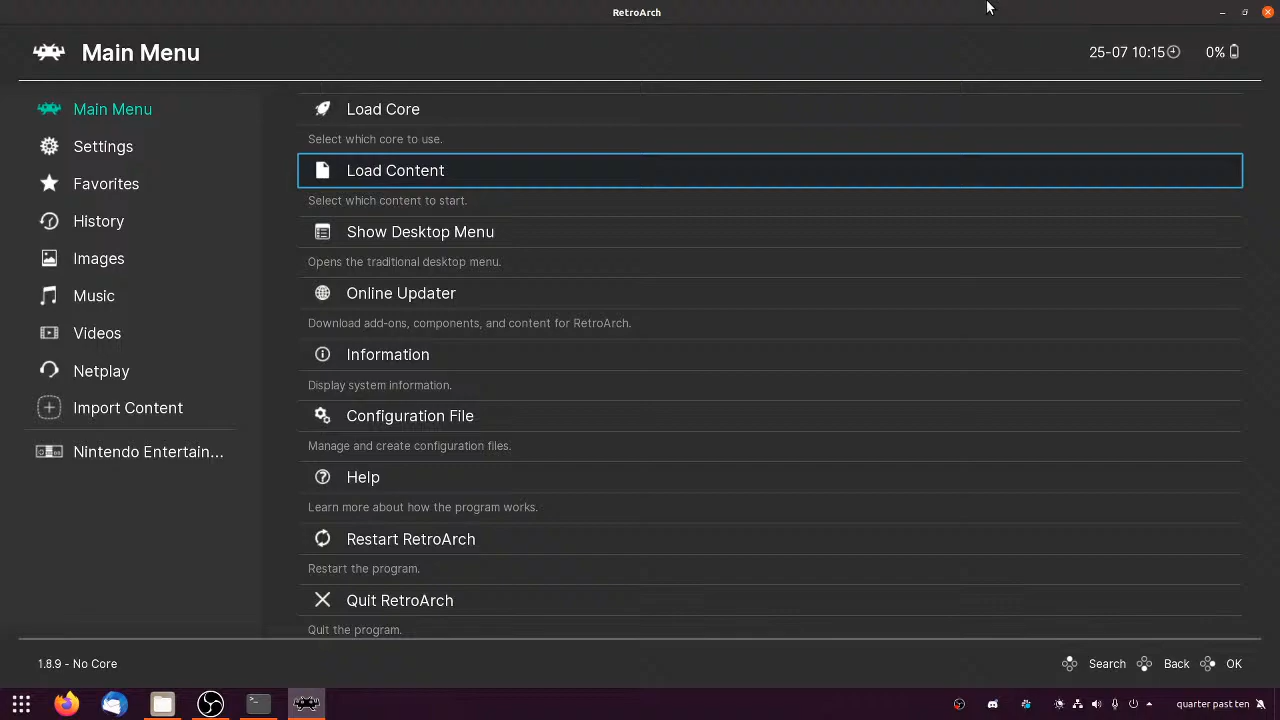 RetroArch
Main Menu
25-07 10:15
0%
Main Menu
Settings
Favorites
History
Images
Music
Videos
Netplay
Import Content
Nintendo Entertain...
Load Core
Select which core to use.
Load Content
Select which content to start.
Show Desktop Menu
Opens the traditional desktop menu.
Online Updater
Download add-ons, components, and content for RetroArch.
Information
Display system information.
Configuration File
Manage and create configuration files.
Help
Learn more about how the program works.
Restart RetroArch
Restart the program.
Quit RetroArch
Quit the program.
1.8.9 - No Core
Search
Back
OK
quarter past ten